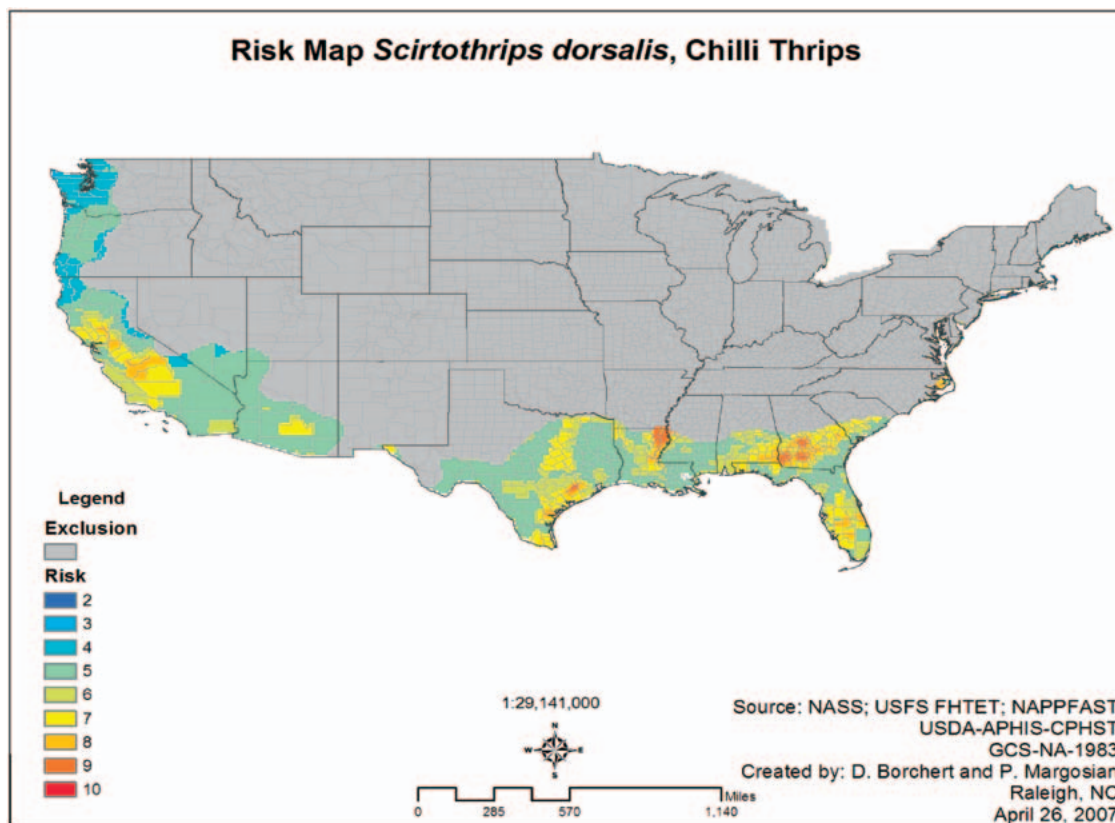 Risk Map Scirtothrips dorsalis, Chilli Thrips
Legend
Exclusion
Risk
2
3
4
5
6
7
8
9
10
1:29,141,000
N
W E
S
Miles
0 285 570 1,140
Source: NASS; USFS FHTET; NAPPFAST
USDA-APHIS-CPHST
GCS-NA-1983
Created by: D. Borchert and P. Margosian
Raleigh, NC
April 26, 2007